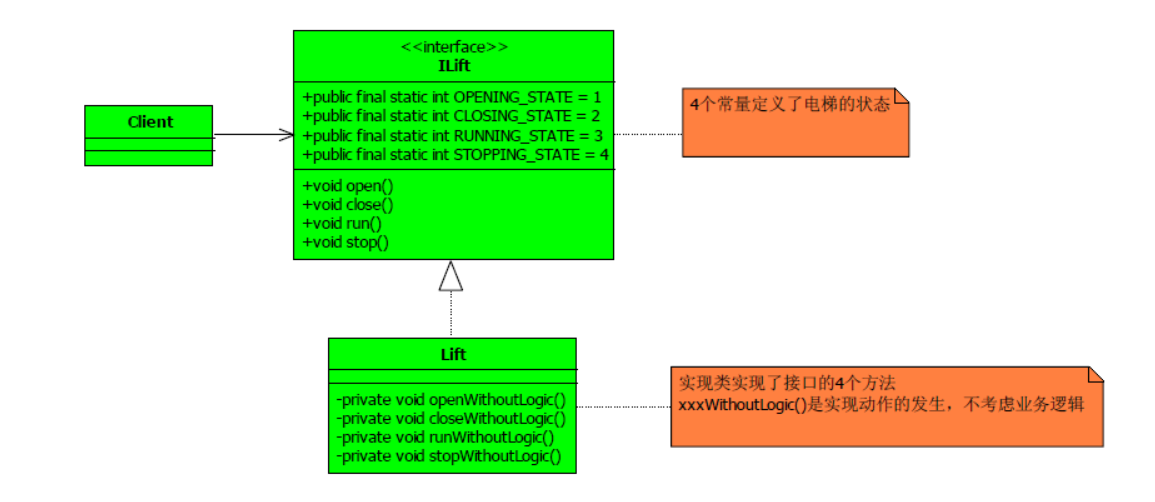 <<interface>>
ILift
+public final static int OPENING_STATE = 1
+public final static int CLOSING_STATE = 2
+public final static int RUNNING_STATE = 3
+public final static int STOPPING_STATE = 4
+void open()
+void close()
+void run()
+void stop()
Client
4个常量定义了电梯的状态
Lift
-private void openWithoutLogic()
-private void closeWithoutLogic()
-private void runWithoutLogic()
-private void stopWithoutLogic()
实现类实现了接口的4个方法
xxxWithoutLogic()是实现动作的发生，不考虑业务逻辑